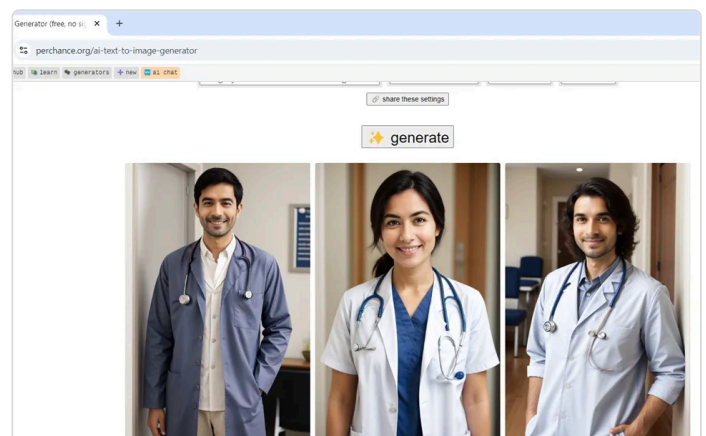 Generator (free, no si
perchance.org/ai-text-to-image-generator
hub learn generators + new ai chat
share these settings
generate